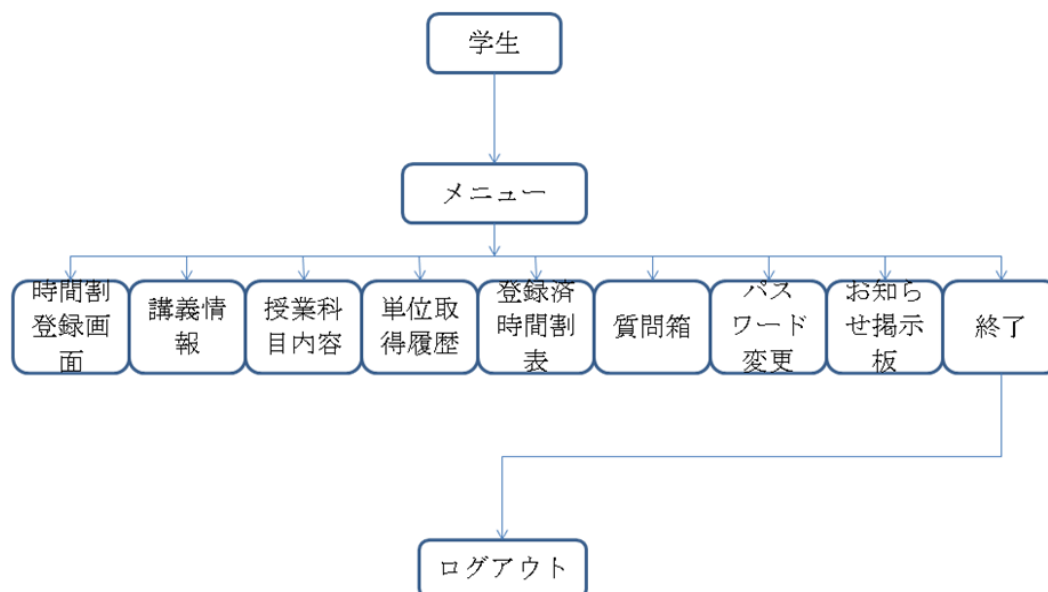 学生
メニュー
時間割
登録画
面
講義情
報
授業科
目内容
単位取
得履歴
登録済
時間割
表
質問箱
パス
ワード
変更
お知ら
せ掲示
板
終了
ログアウト